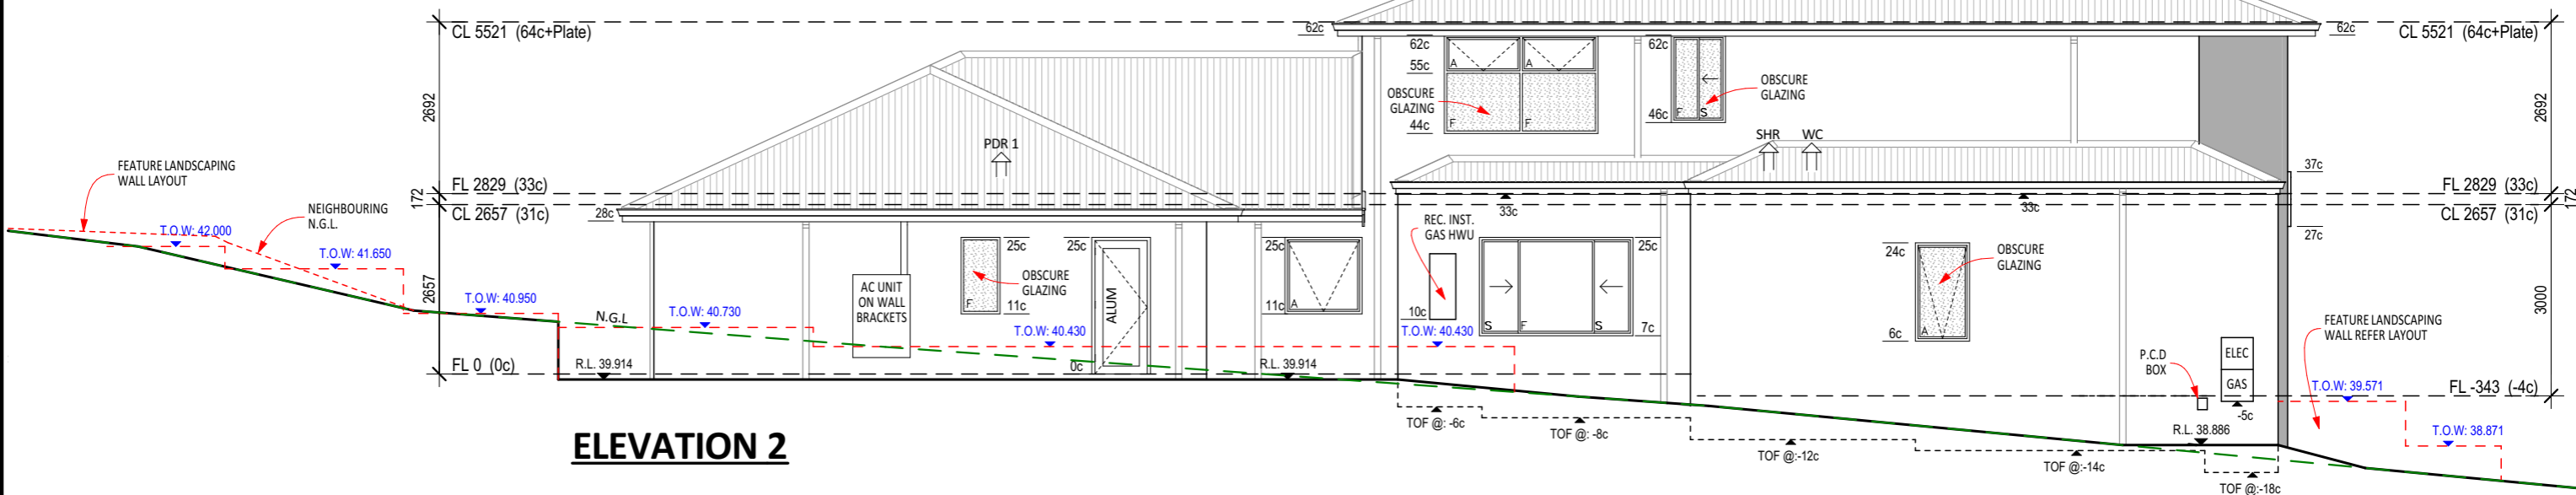 CL 5521 (64c+Plate)
62c
62c
CL 5521 (64c+Plate)
62c
55c
A
A
62c
OBSCURE
GLAZING
OBSCURE
GLAZING
44c
F
F
46c
F
S
2692
2692
SHR
WC
PDR 1
FEATURE LANDSCAPING
WALL LAYOUT
37c
FL 2829 (33c)
FL 2829 (33c)
172
172
CL 2657 (31c)
CL 2657 (31c)
28c
33c
33c
27c
NEIGHBOURING
N.G.L.
T.O.W: 42.000
T.O.W: 41.650
REC. INST.
GAS HWU
25c
25c
25c
25c
24c
OBSCURE
GLAZING
OBSCURE
GLAZING
2657
3000
AC UNIT
ON WALL
BRACKETS
ALUM
F
11c
11c
A
10c
S
F
S
7c
T.O.W: 40.950
N.G.L
T.O.W: 40.730
T.O.W: 40.430
T.O.W: 40.430
6c
A
FEATURE LANDSCAPING
WALL REFER LAYOUT
P.C.D
BOX
ELEC
GAS
FL 0 (0c)
R.L. 39.914
0c
R.L. 39.914
T.O.W: 39.571
FL -343 (-4c)
-5c
TOF @: -6c
TOF @: -8c
TOF @:-12c
TOF @:-14c
TOF @:-18c
R.L. 38.886
T.O.W: 38.871
ELEVATION 2